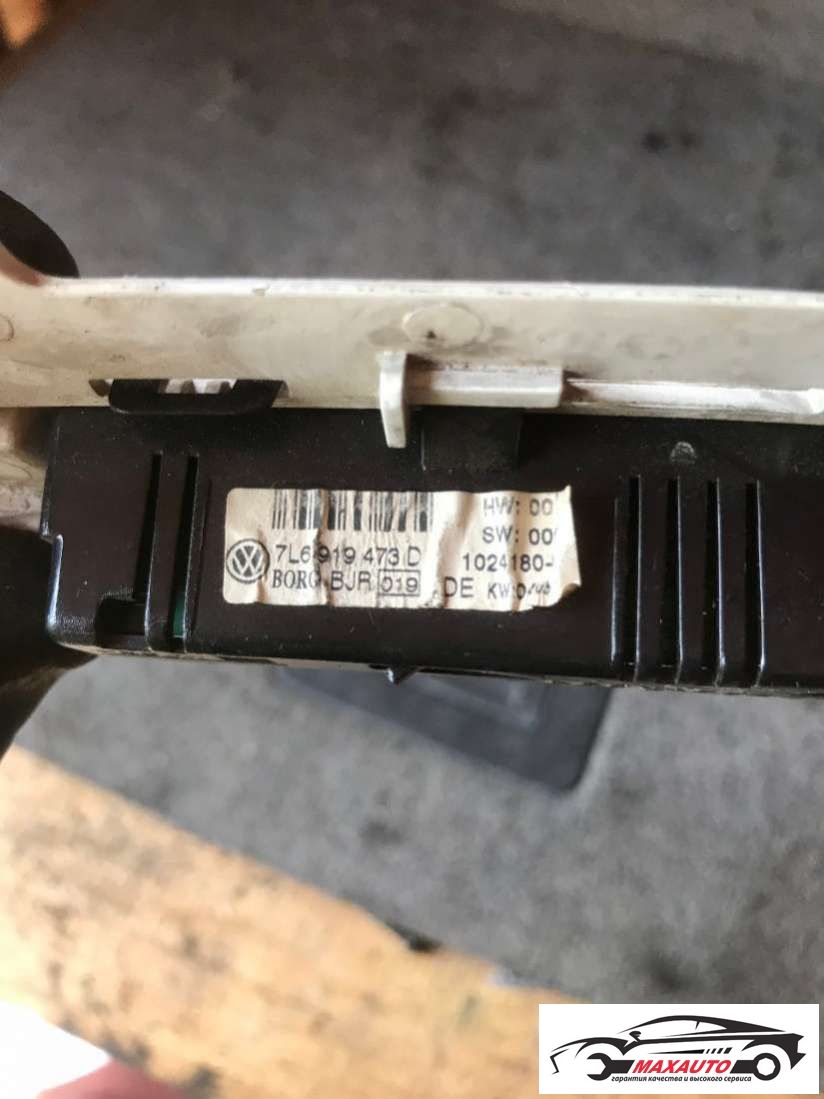 HW: 00
7L6 919 473 D
SW: 00
BORG BJR 019 DE
1024180-
MAXAUTO
гарантия качества и высокого сервиса